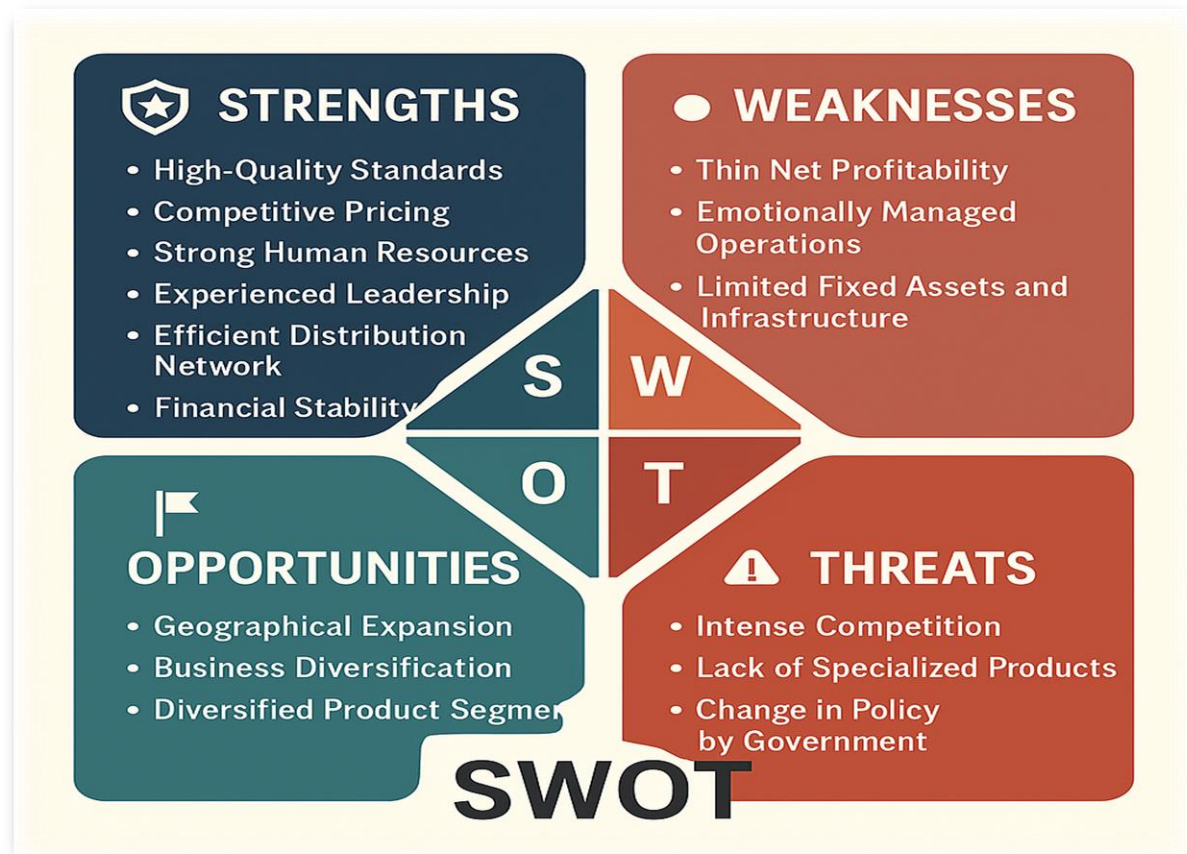 STRENGTHS
• High-Quality Standards
• Competitive Pricing
• Strong Human Resources
• Experienced Leadership
• Efficient Distribution
Network
• Financial Stability
WEAKNESSES
• Thin Net Profitability
• Emotionally Managed
Operations
• Limited Fixed Assets and
Infrastructure
S
W
O
T
OPPORTUNITIES
• Geographical Expansion
• Business Diversification
• Diversified Product
THREATS
• Intense Competition
• Lack of Specialized Products
• Change in Policy
by Government
SWOT